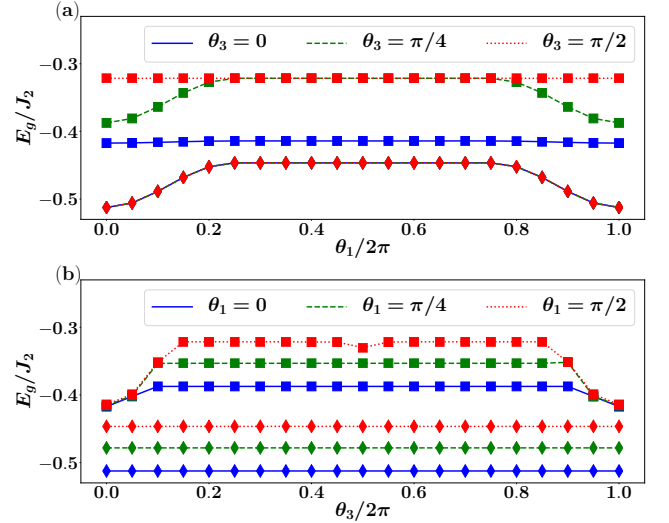 (a)
θ₃ = 0 θ₃ = π/4 θ₃ = π/2
E_g/J₂
−0.3
−0.4
−0.5
0.0 0.2 0.4 0.6 0.8 1.0
θ₁/2π
(b)
θ₁ = 0 θ₁ = π/4 θ₁ = π/2
E_g/J₂
−0.3
−0.4
−0.5
0.0 0.2 0.4 0.6 0.8 1.0
θ₃/2π